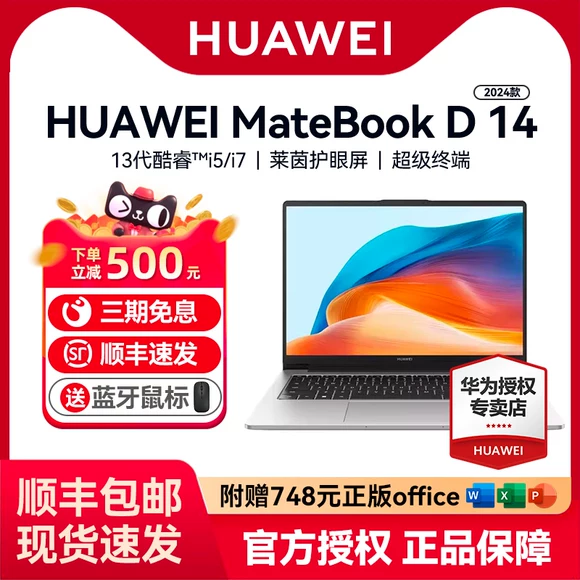 HUAWEI
2024款
HUAWEI MateBook D 14
13代酷睿™i5/i7 | 莱茵护眼屏 | 超级终端
下单
立减 500元
三期免息
SF 顺丰速发
送 蓝牙鼠标
HUAWEI
华为授权
专卖店
HUAWEI
顺丰包邮
现货速发
附赠748元正版office W X P
官方授权 正品保障